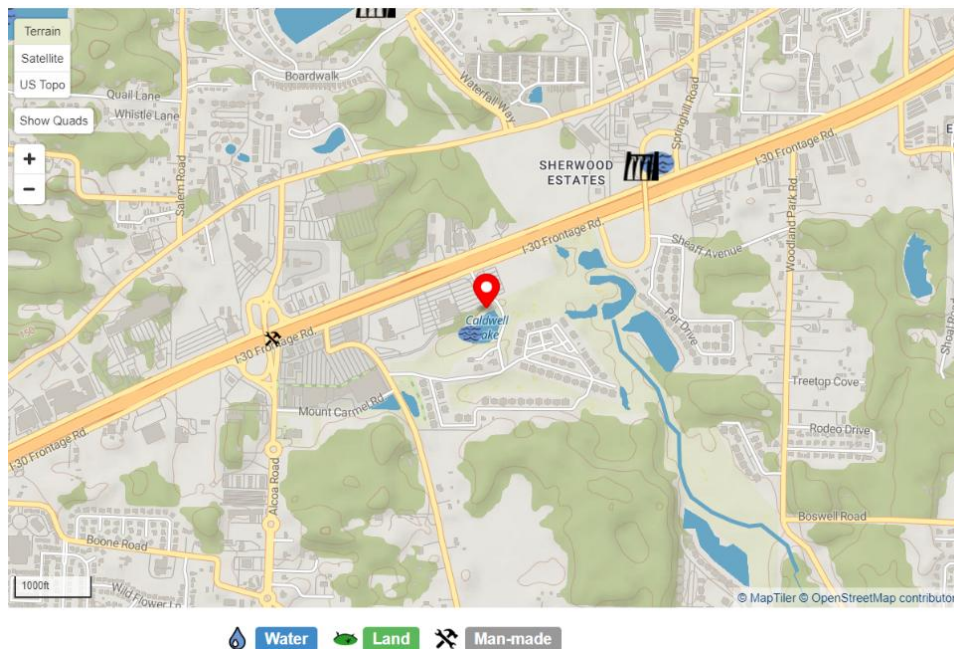 Terrain
Satellite
US Topo
Show Quads
+
−
Boardwalk
Quail Lane
Whistle Lane
Waterfall Way
Salem Road
Springhill Road
I-30 Frontage Rd
SHERWOOD
ESTATES
I-30 Frontage Rd
Woodland Park Rd
Sheaff Avenue
Caldwell
Lake
Par Drive
I-30 Frontage Rd
Treetop Cove
Mount Carmel Rd
Rodeo Drive
I-30 Frontage Rd
Alcoa Road
Boswell Road
Boone Road
1000ft
Wild Flower Ln
© MapTiler © OpenStreetMap contributor
Water
Land
Man-made